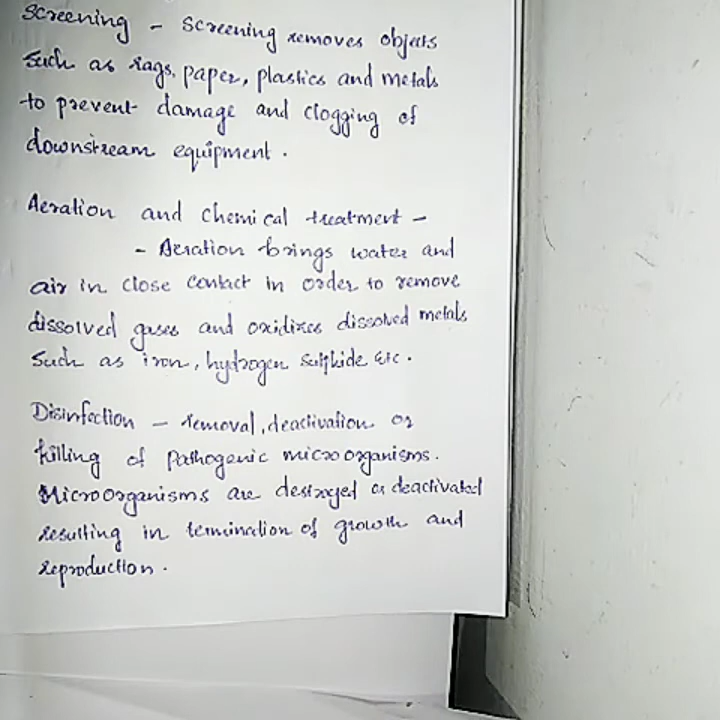 Screening - Screening removes objects
such as rags, paper, plastics and metals
to prevent damage and clogging of
downstream equipment.
Aeration and chemical treatment -
- Aeration brings water and
air in close contact in order to remove
dissolved gases and oxidizes dissolved metals
such as iron, hydrogen sulphide etc.
Disinfection - removal, deactivation or
killing of pathogenic microorganisms.
Microorganisms are destroyed or deactivated
resulting in termination of growth and
reproduction.